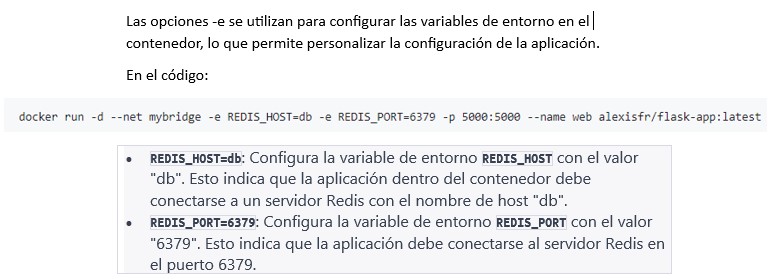 Las opciones -e se utilizan para configurar las variables de entorno en el
contenedor, lo que permite personalizar la configuración de la aplicación.
En el código:
docker run -d --net mybridge -e REDIS_HOST=db -e REDIS_PORT=6379 -p 5000:5000 --name web alexisfr/flask-app:latest
• REDIS_HOST=db: Configura la variable de entorno REDIS_HOST con el valor
"db". Esto indica que la aplicación dentro del contenedor debe
conectarse a un servidor Redis con el nombre de host "db".
• REDIS_PORT=6379: Configura la variable de entorno REDIS_PORT con el valor
"6379". Esto indica que la aplicación debe conectarse al servidor Redis en
el puerto 6379.